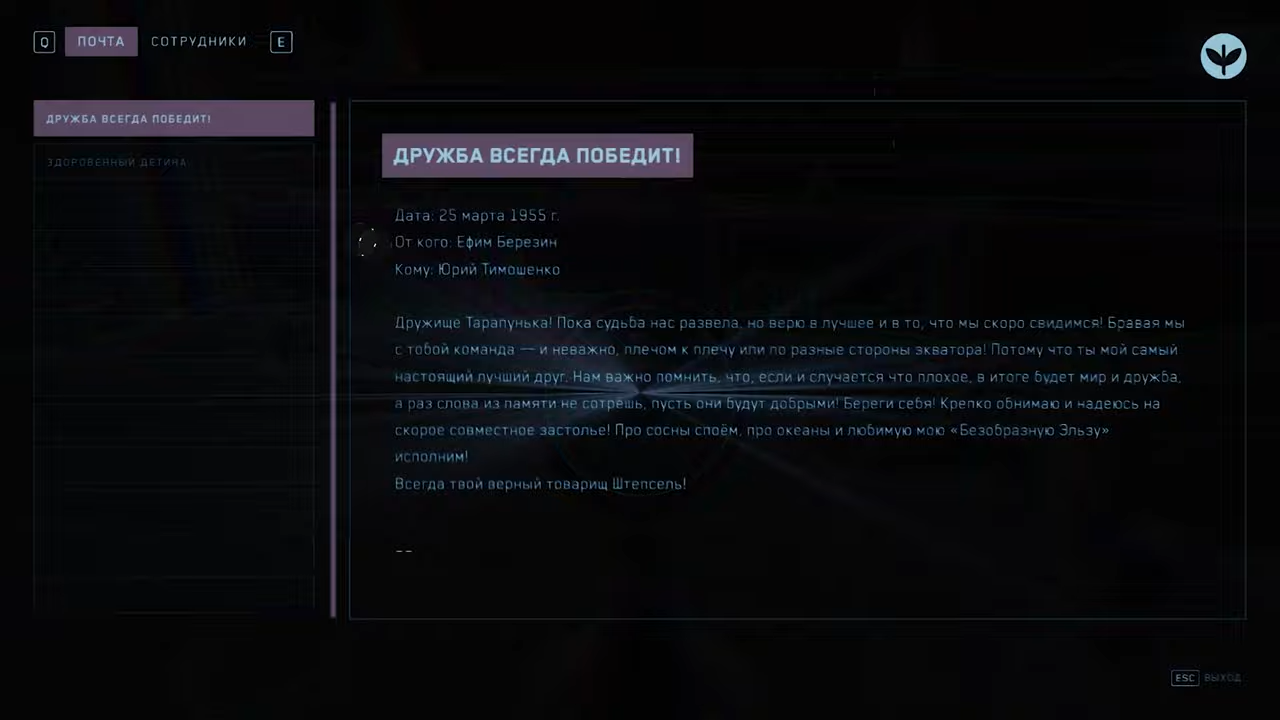 Q ПОЧТА СОТРУДНИКИ E
ДРУЖБА ВСЕГДА ПОБЕДИТ!
ЗДОРОВЕННЫЙ ДЕТИНА
ДРУЖБА ВСЕГДА ПОБЕДИТ!
Дата: 25 марта 1955 г.
От кого: Ефим Березин
Кому: Юрий Тимошенко
Дружище Тарапунька! Пока судьба нас развела, но верю в лучшее и в то, что мы скоро свидимся! Бравая мы
с тобой команда — и неважно, плечом к плечу или по разные стороны экватора! Потому что ты мой самый
настоящий лучший друг. Нам важно помнить, что, если и случается что плохое, в итоге будет мир и дружба,
а раз слова из памяти не сотрёшь, пусть они будут добрыми! Береги себя! Крепко обнимаю и надеюсь на
скорое совместное застолье! Про сосны споём, про океаны и любимую мою «Безобразную Эльзу»
исполним!
Всегда твой верный товарищ Штепсель!
--
ESC ВЫХОД